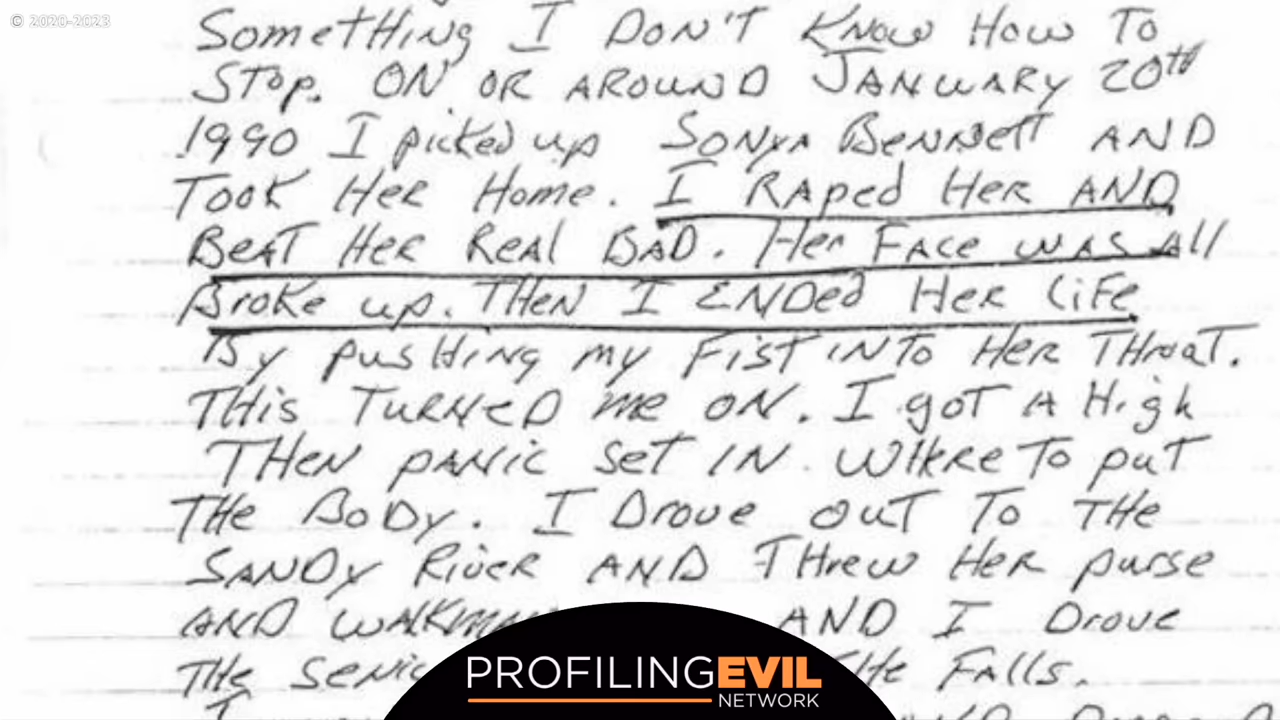 © 2020-2023
SometHing I DON'T KNow How To
STop. ON OR AROUND JANUARY 20th
1990 I picked up SONYA BENNETT AND
Took Her Home. I RAped Her AND
BeaT Her Real BAD. Her Face was All
Broke up. THEN I ENDed Her LiFe
By pusHing my FisT iNTo Her THroaT.
THis TurNeD me ON. I goT A High
THeN pANic seT IN. WHere To puT
THe BoDy. I Drove ouT To THe
SANDy River AND THrew Her purse
AND wALKmAN AND I Drove
THe THe FAlls.
PROFILINGEVIL
NETWORK